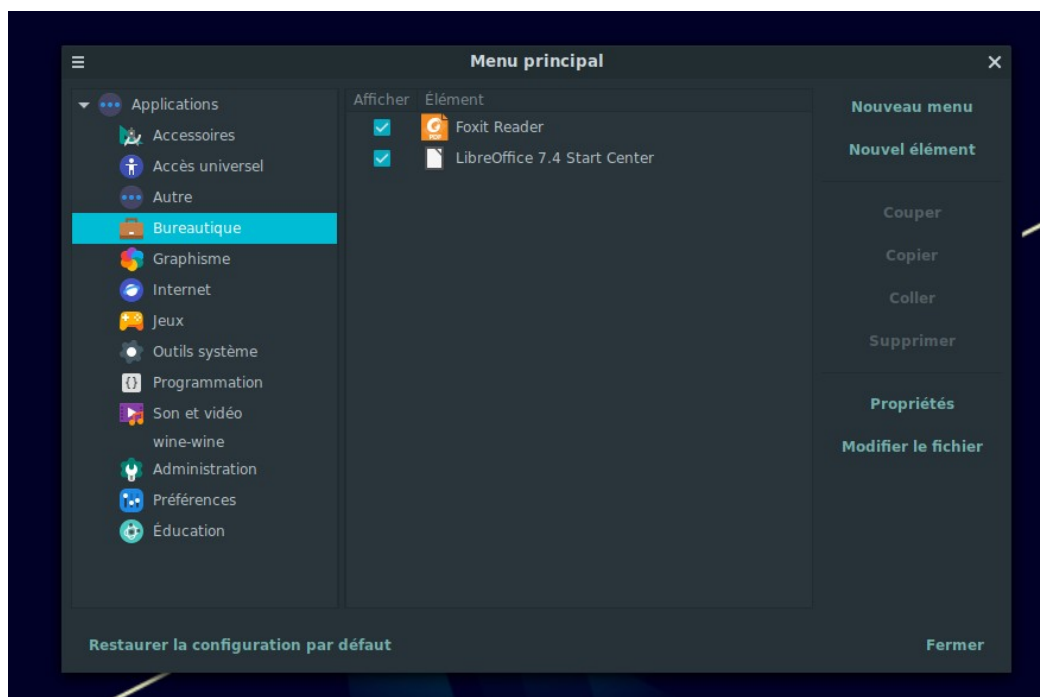 Menu principal
Applications
Accessoires
Accès universel
Autre
Bureautique
Graphisme
Internet
Jeux
Outils système
Programmation
Son et vidéo
wine-wine
Administration
Préférences
Éducation
Afficher Élément
Foxit Reader
LibreOffice 7.4 Start Center
Nouveau menu
Nouvel élément
Couper
Copier
Coller
Supprimer
Propriétés
Modifier le fichier
Restaurer la configuration par défaut
Fermer